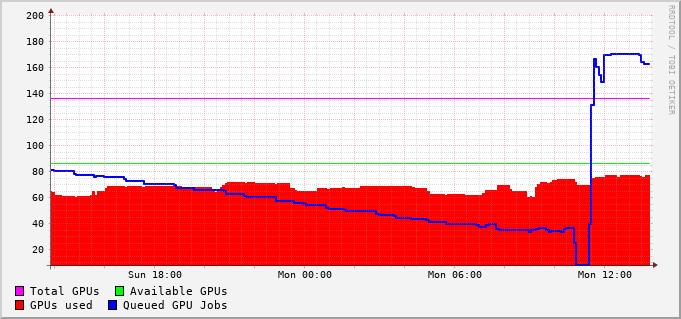 200
180
160
140
120
100
80
60
40
20
Sun 18:00 Mon 00:00 Mon 06:00 Mon 12:00
Total GPUs Available GPUs
GPUs used Queued GPU Jobs
RRDTOOL / TOBI OETIKER